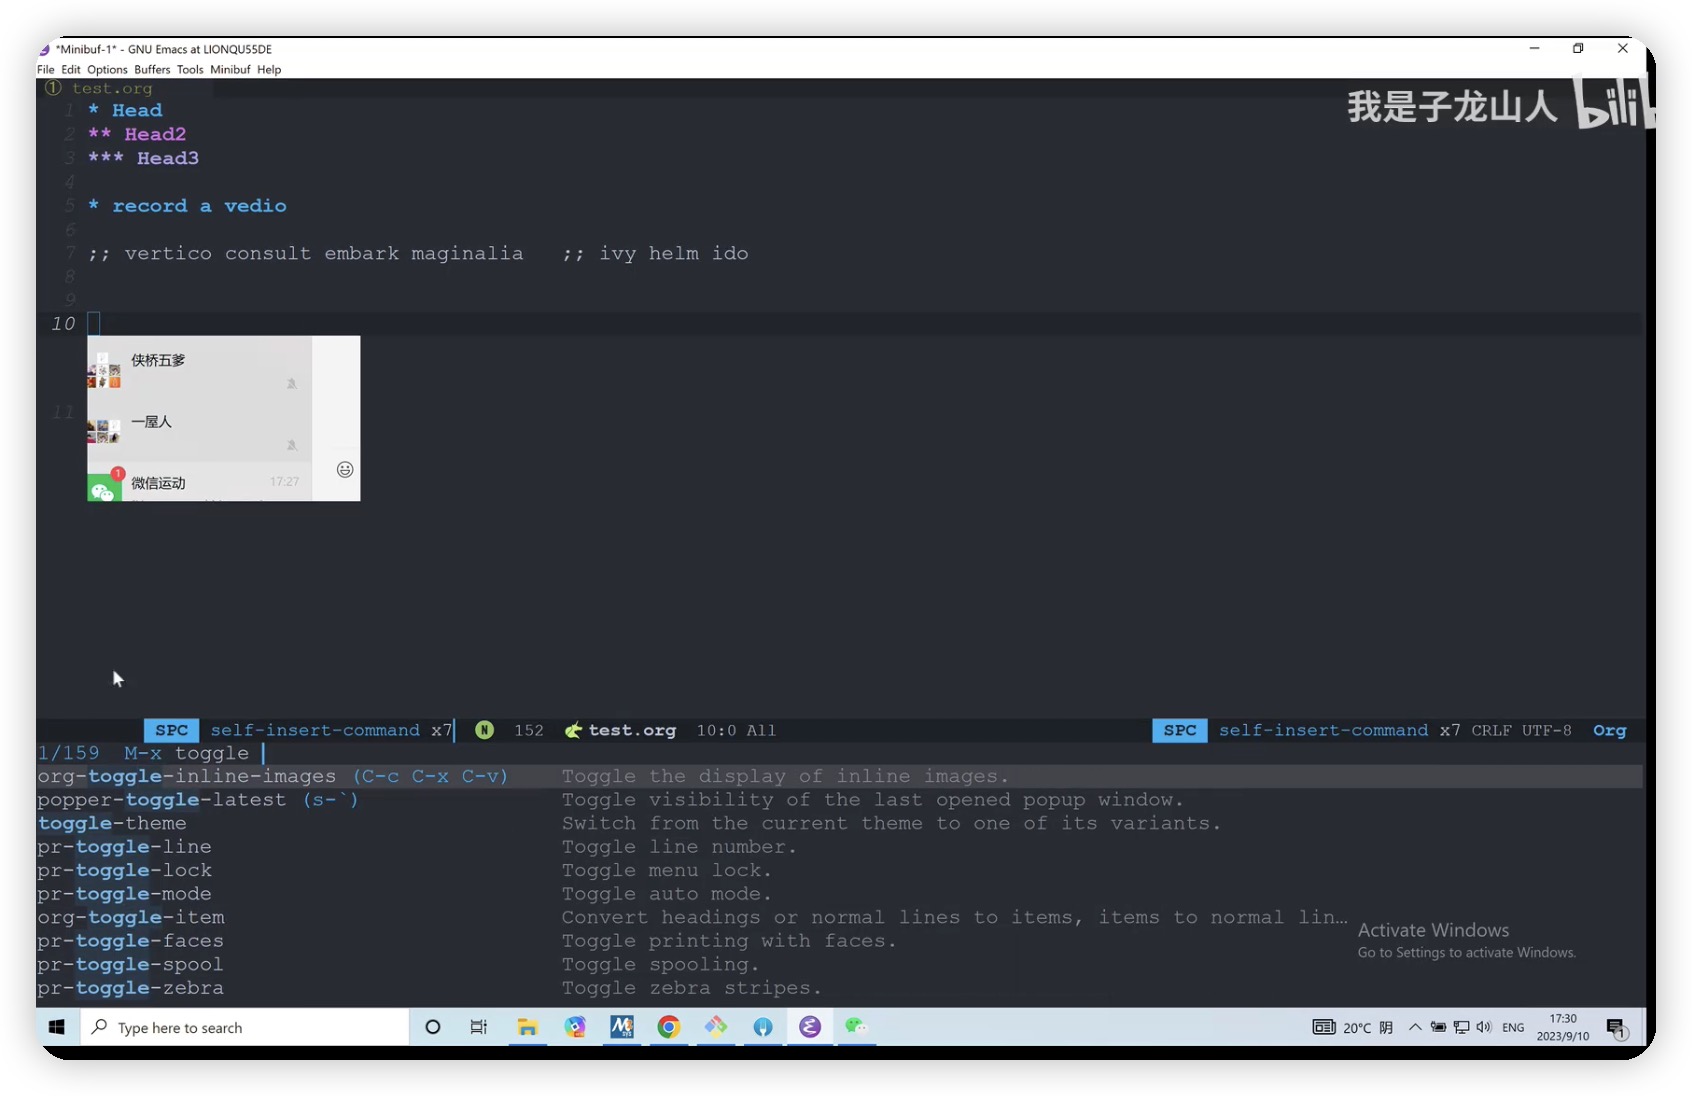 *Minibuf-1* - GNU Emacs at LIONQU55DE
File Edit Options Buffers Tools Minibuf Help
① test.org
1 * Head
2 ** Head2
3 *** Head3
4
5 * record a vedio
6
7 ;; vertico consult embark maginalia ;; ivy helm ido
8
9
10
我是子龙山人
侠桥五爹
11
一屋人
1
微信运动 17:27
SPC self-insert-command x7 N 152 test.org 10:0 All SPC self-insert-command x7 CRLF UTF-8 Org
1/159 M-x toggle
org-toggle-inline-images (C-c C-x C-v) Toggle the display of inline images.
popper-toggle-latest (s-`) Toggle visibility of the last opened popup window.
toggle-theme Switch from the current theme to one of its variants.
pr-toggle-line Toggle line number.
pr-toggle-lock Toggle menu lock.
pr-toggle-mode Toggle auto mode.
org-toggle-item Convert headings or normal lines to items, items to normal lin…
pr-toggle-faces Toggle printing with faces.
pr-toggle-spool Toggle spooling.
pr-toggle-zebra Toggle zebra stripes.
Activate Windows
Go to Settings to activate Windows.
Type here to search
20°C 阴 ENG
17:30
2023/9/10
1